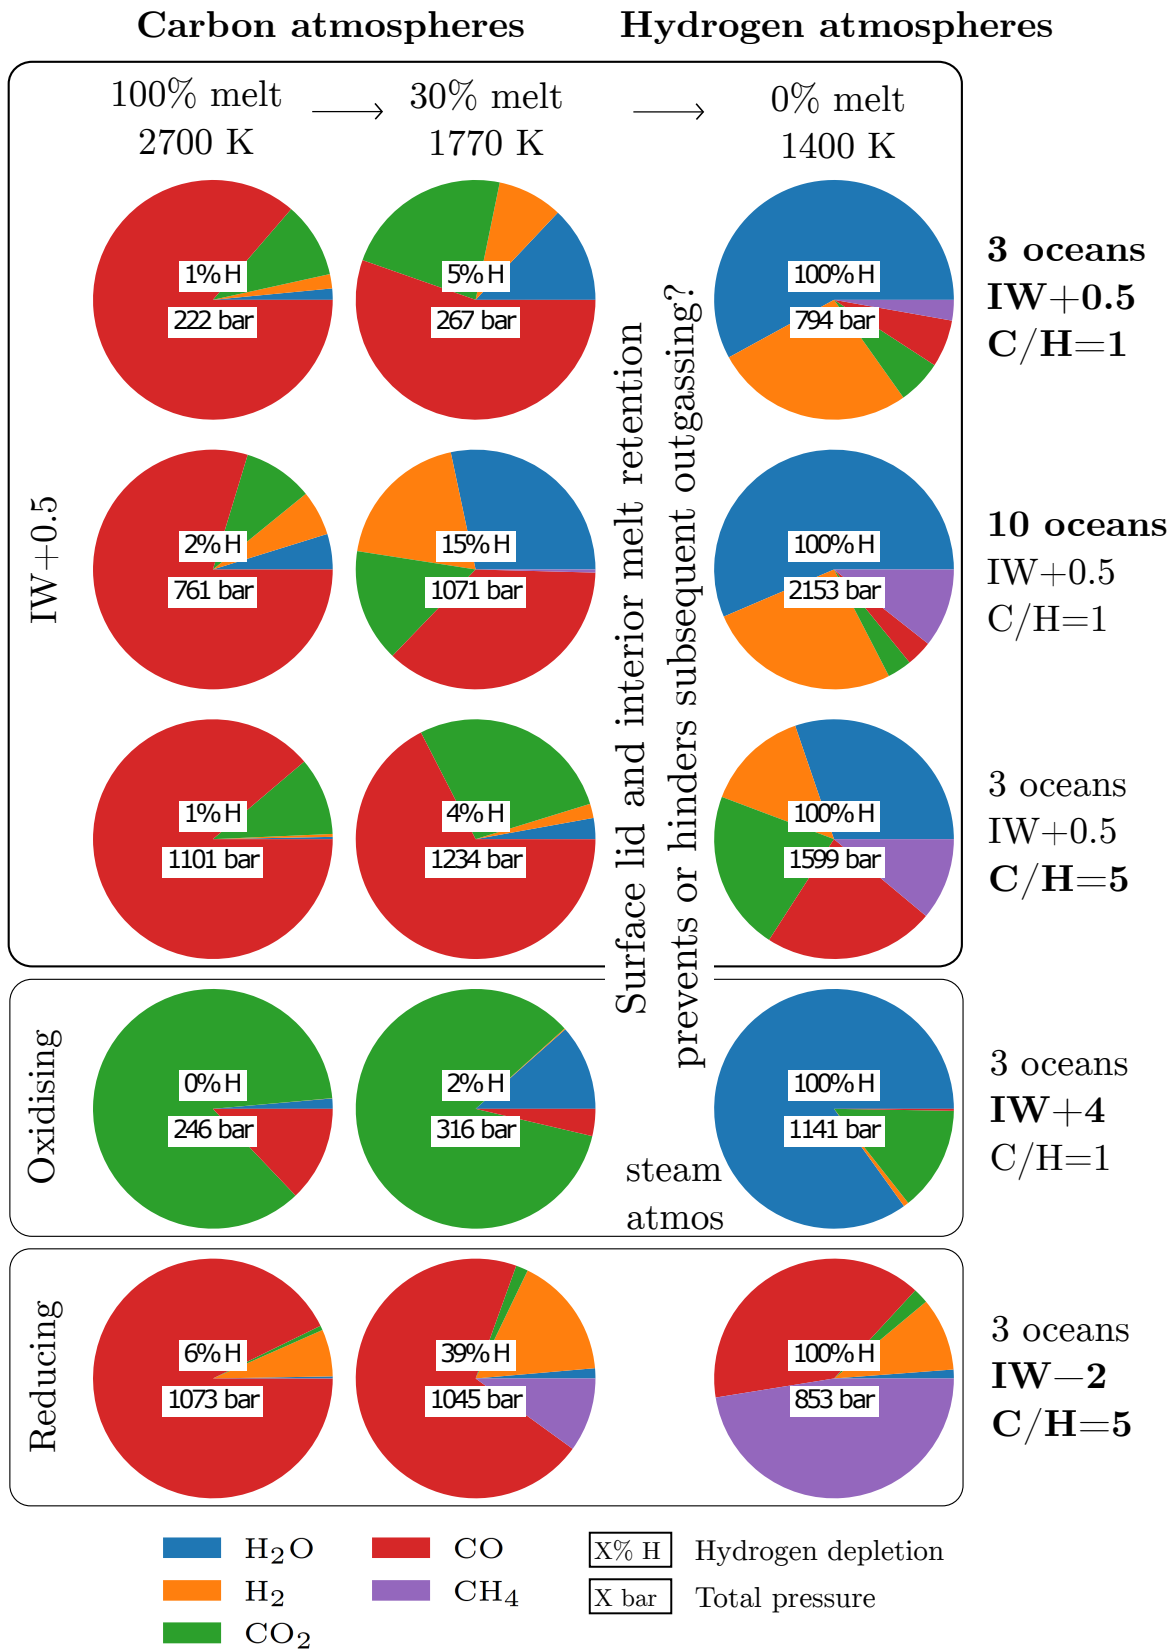 Carbon atmospheres
Hydrogen atmospheres
100% melt
2700 K
30% melt
1770 K
0% melt
1400 K
IW+0.5
1% H
222 bar
5% H
267 bar
100% H
794 bar
3 oceans
IW+0.5
C/H=1
2% H
761 bar
15% H
1071 bar
100% H
2153 bar
10 oceans
IW+0.5
C/H=1
1% H
1101 bar
4% H
1234 bar
100% H
1599 bar
3 oceans
IW+0.5
C/H=5
Surface lid and interior melt retention
prevents or hinders subsequent outgassing?
Oxidising
0% H
246 bar
2% H
316 bar
steam
atmos
100% H
1141 bar
3 oceans
IW+4
C/H=1
Reducing
6% H
1073 bar
39% H
1045 bar
100% H
853 bar
3 oceans
IW−2
C/H=5
H₂O
H₂
CO₂
CO
CH₄
X% H Hydrogen depletion
X bar Total pressure